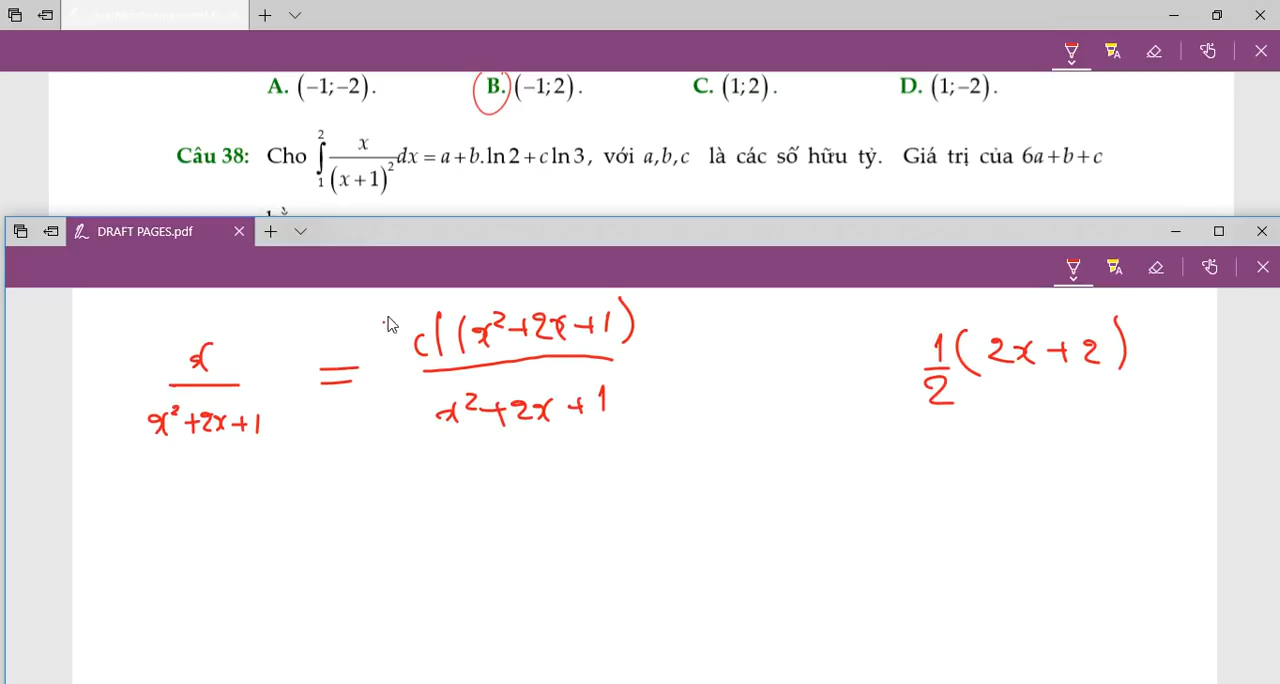 A. (−1;−2).    B. (−1;2).    C. (1;2).    D. (1;−2).
Câu 38: Cho ∫₁² x/(x+1)² dx = a+b.ln2+cln3, với a,b,c là các số hữu tỷ. Giá trị của 6a+b+c
DRAFT PAGES.pdf
x/(x²+2x+1) = d((x²+2x+1)/(x²+2x+1)    1/2(2x+2)